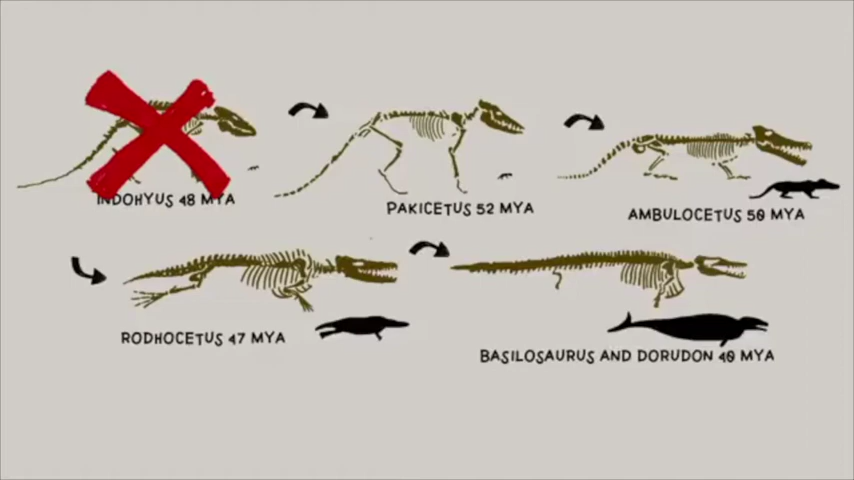 INDOHYUS 48 MYA
PAKICETUS 52 MYA
AMBULOCETUS 50 MYA
RODHOCETUS 47 MYA
BASILOSAURUS AND DORUDON 40 MYA